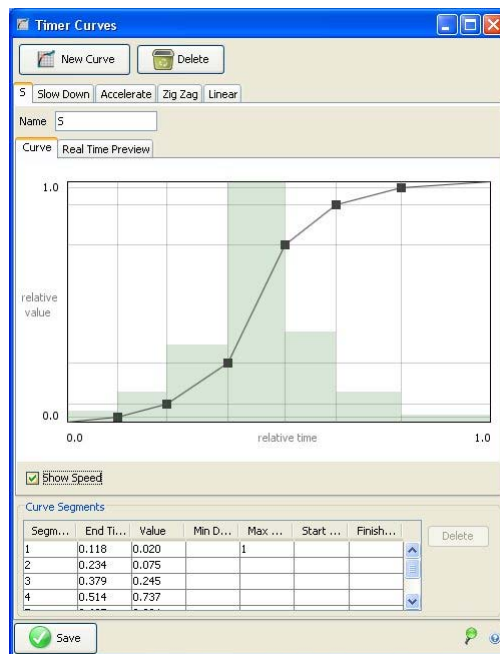 Timer Curves
New Curve Delete
S Slow Down Accelerate Zig Zag Linear
Name S
Curve Real Time Preview
1.0
relative
value
0.0
0.0 relative time 1.0
Show Speed
Curve Segments
Segm... End Ti... Value Min D... Max ... Start ... Finish... Delete
1 0.118 0.020 1
2 0.234 0.075
3 0.379 0.245
4 0.514 0.737
Save